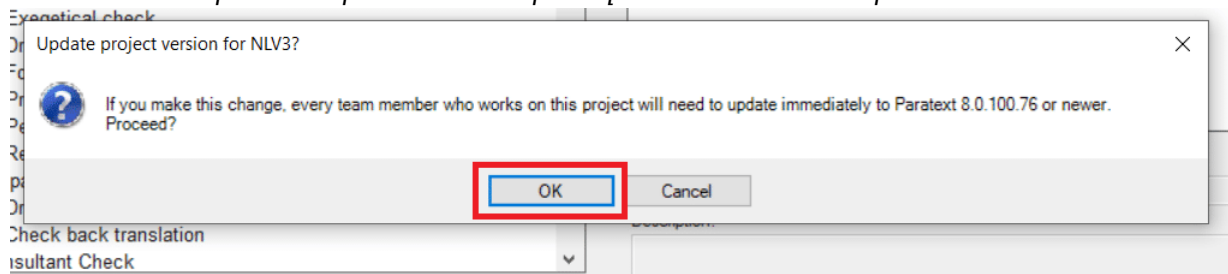 Exegetical check
Update project version for NLV3?
If you make this change, every team member who works on this project will need to update immediately to Paratext 8.0.100.76 or newer.
Proceed?
OK Cancel
Check back translation
nsultant Check